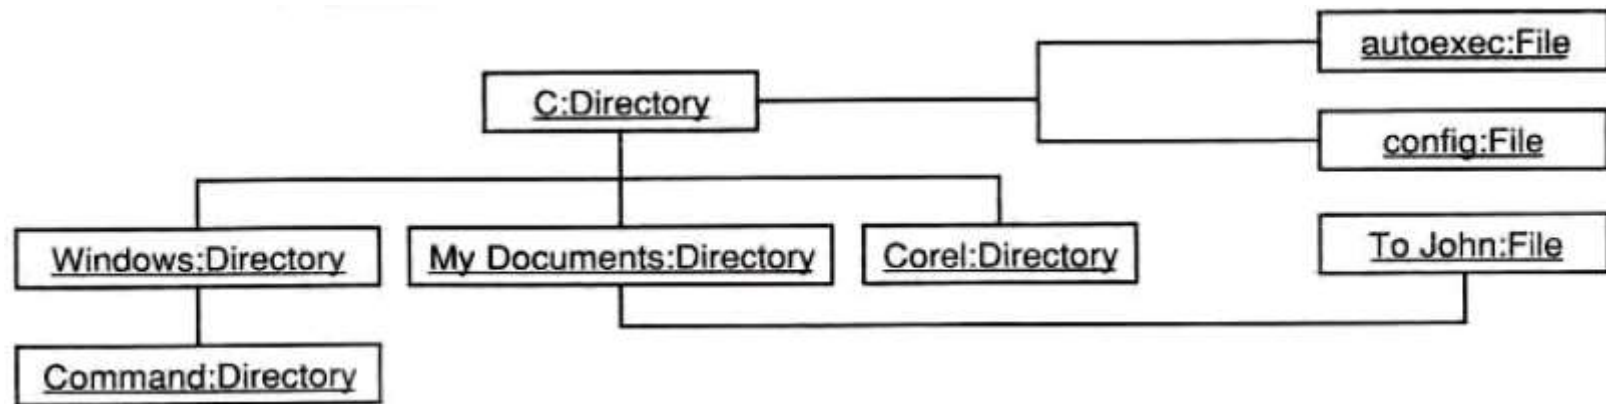 autoexec:File
C:Directory
config:File
Windows:Directory
My Documents:Directory
Corel:Directory
To John:File
Command:Directory